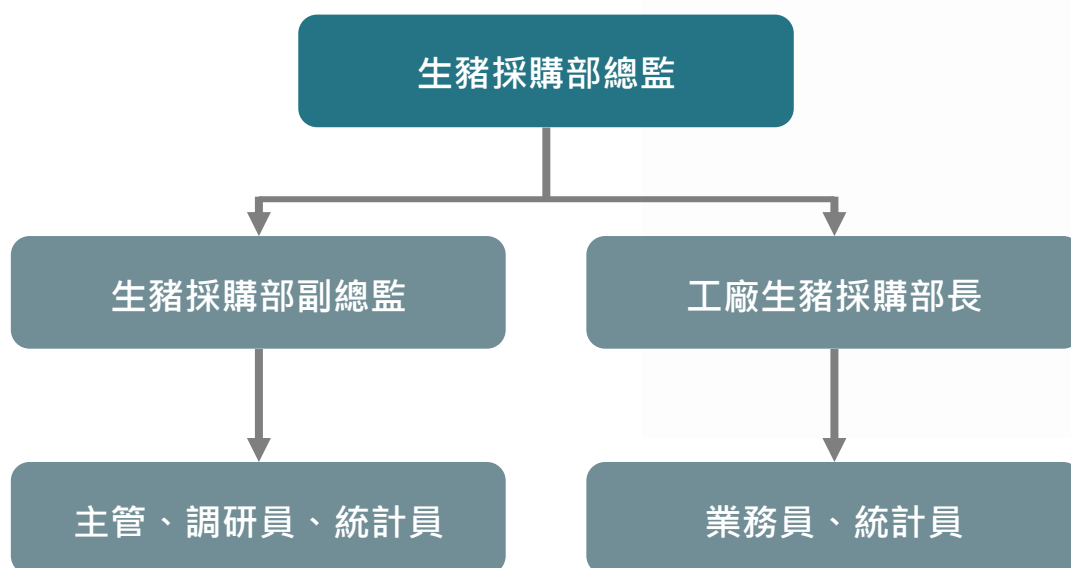 生豬採購部總監
生豬採購部副總監
工廠生豬採購部長
主管、調研員、統計員
業務員、統計員